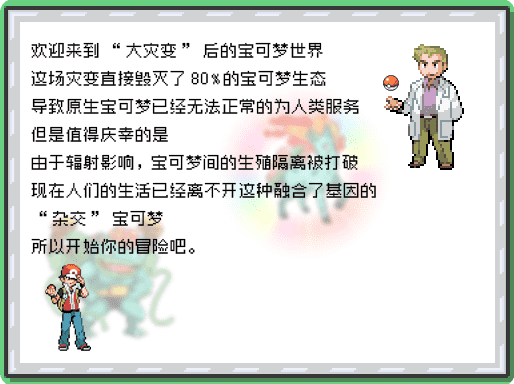 欢迎来到“大灾变”后的宝可梦世界
这场灾变直接毁灭了80%的宝可梦生态
导致原生宝可梦已经无法正常的为人类服务
但是值得庆幸的是
由于辐射影响，宝可梦间的生殖隔离被打破
现在人们的生活已经离不开这种融合了基因的
“杂交”宝可梦
所以开始你的冒险吧。